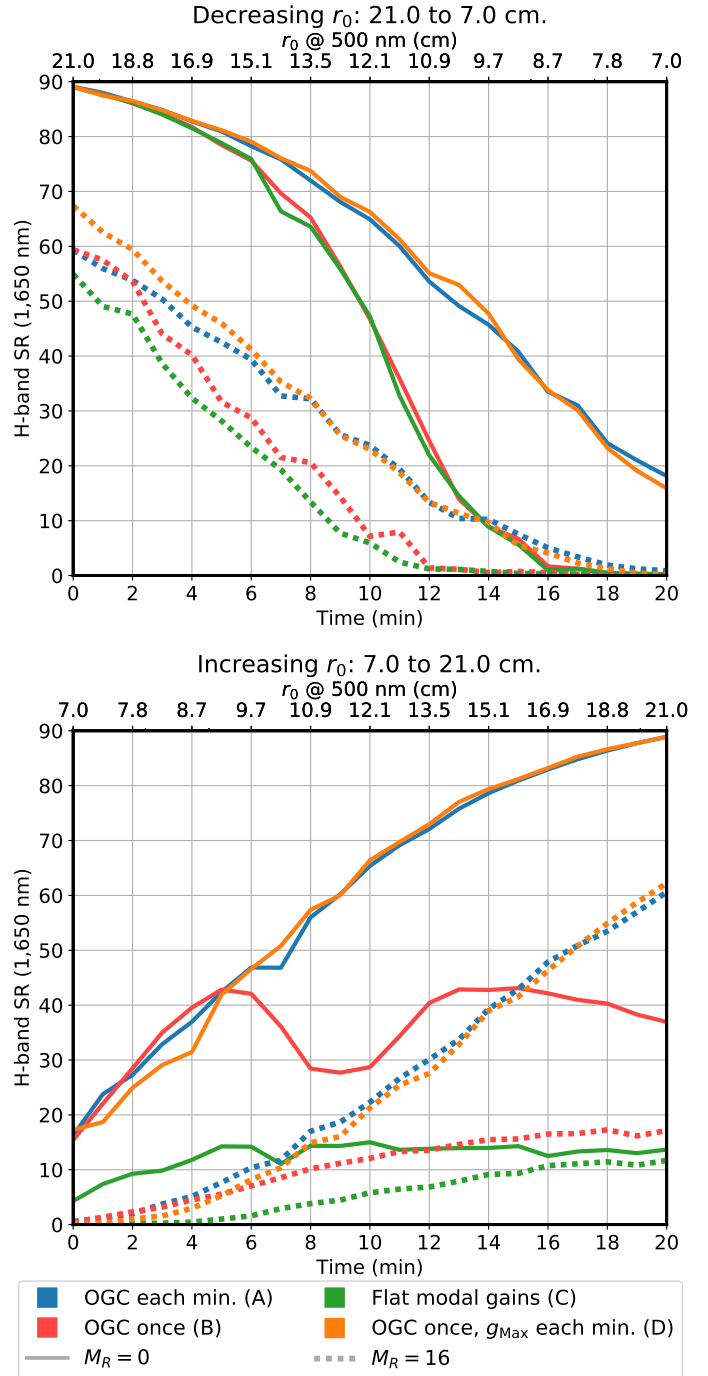 Decreasing r₀: 21.0 to 7.0 cm.
r₀ @ 500 nm (cm)
21.0 18.8 16.9 15.1 13.5 12.1 10.9 9.7 8.7 7.8 7.0
90
80
70
60
50
40
30
20
10
0
H-band SR (1,650 nm)
0 2 4 6 8 10 12 14 16 18 20
Time (min)
Increasing r₀: 7.0 to 21.0 cm.
r₀ @ 500 nm (cm)
7.0 7.8 8.7 9.7 10.9 12.1 13.5 15.1 16.9 18.8 21.0
90
80
70
60
50
40
30
20
10
0
H-band SR (1,650 nm)
0 2 4 6 8 10 12 14 16 18 20
Time (min)
OGC each min. (A) Flat modal gains (C)
OGC once (B) OGC once, g_Max each min. (D)
M_R = 0 M_R = 16